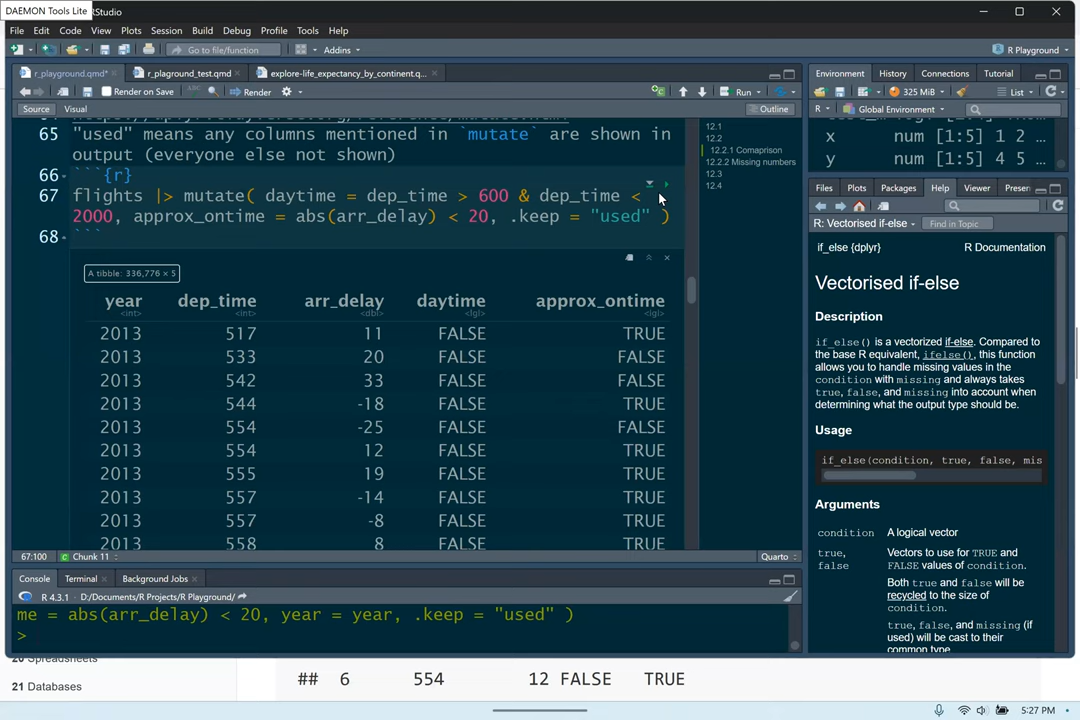 DAEMON Tools Lite RStudio
File Edit Code View Plots Session Build Debug Profile Tools Help
Go to file/function Addins R Playground
r_playground.qmd* r_plaground_test.qmd explore-life_expectancy_by_continent.q...
Render on Save Render Run
Source Visual Outline
65 "used" means any columns mentioned in `mutate` are shown in
output (everyone else not shown)
66 ```{r}
67 flights |> mutate( daytime = dep_time > 600 & dep_time <
2000, approx_ontime = abs(arr_delay) < 20, .keep = "used" )
68 ```
A tibble: 336,776 × 5
year dep_time arr_delay daytime approx_ontime
<int> <int> <dbl> <lgl> <lgl>
2013 517 11 FALSE TRUE
2013 533 20 FALSE FALSE
2013 542 33 FALSE FALSE
2013 544 -18 FALSE TRUE
2013 554 -25 FALSE FALSE
2013 554 12 FALSE TRUE
2013 555 19 FALSE TRUE
2013 557 -14 FALSE TRUE
2013 557 -8 FALSE TRUE
2013 558 8 FALSE TRUE
67:100 Chunk 11 Quarto
12.1
12.2
12.2.1 Comaprison
12.2.2 Missing numbers
12.3
12.4
Console Terminal Background Jobs
R 4.3.1 · D:/Documents/R Projects/R Playground/
me = abs(arr_delay) < 20, year = year, .keep = "used" )
>
Environment History Connections Tutorial
325 MiB List
R Global Environment
x num [1:5] 1 2
y num [1:5] 4 5
Files Plots Packages Help Viewer Presen
R: Vectorised if-else Find in Topic
if_else {dplyr} R Documentation
Vectorised if-else
Description
if_else() is a vectorized if-else. Compared to
the base R equivalent, ifelse(), this function
allows you to handle missing values in the
condition with missing and always takes
true, false, and missing into account when
determining what the output type should be.
Usage
if_else(condition, true, false, mis
Arguments
condition A logical vector
true, Vectors to use for TRUE and
false FALSE values of condition.
Both true and false will be
recycled to the size of
condition.
true, false, and missing (if
used) will be cast to their
common type.
20 Spreadsheets
21 Databases
## 6 554 12 FALSE TRUE
5:27 PM